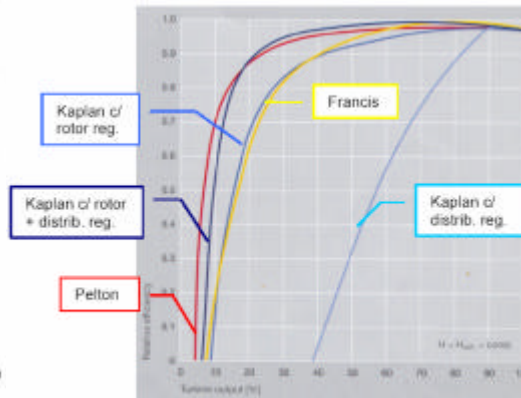 1.0
0.9
0.8
Kaplan c/
rotor reg.
Francis
0.7
0.6
Kaplan c/ rotor
+ distrib. reg.
Kaplan c/
distrib. reg.
0.5
0.4
0.3
Pelton
0.2
0.1
0
0
10
20
30
40
50
60
70
80
90
Turbine output [%]